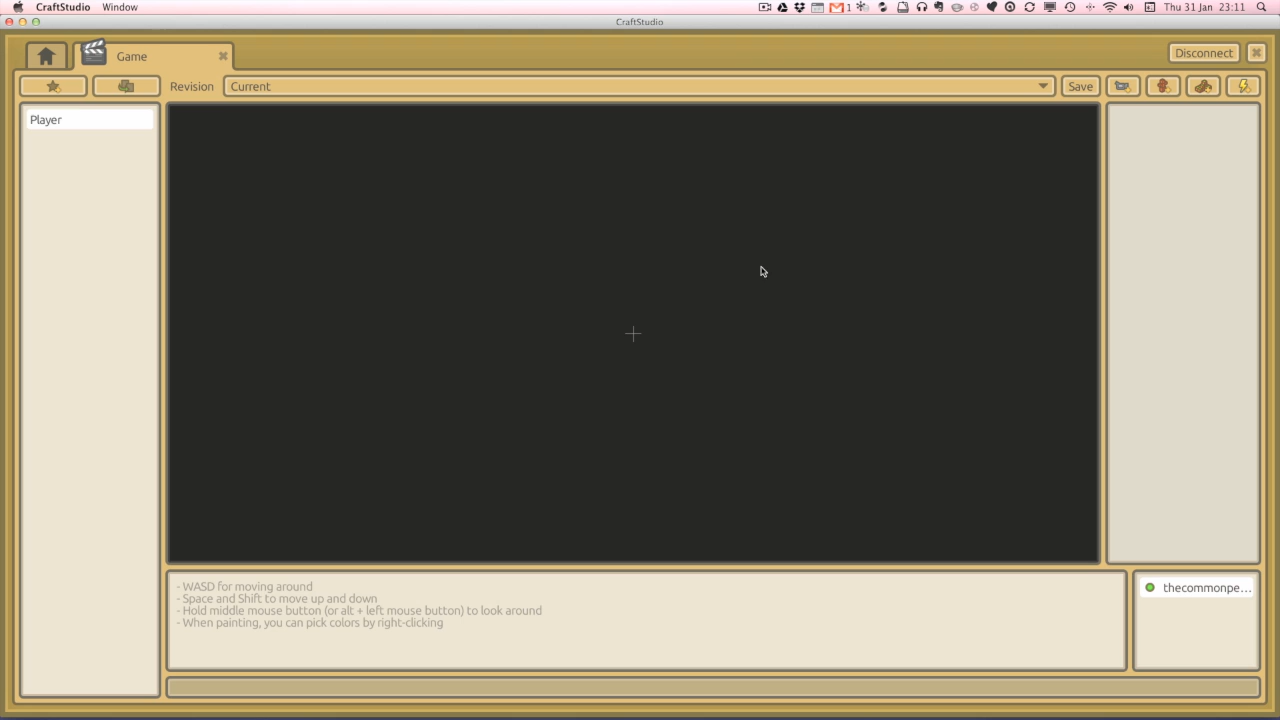 CraftStudio Window 1 Thu 31 Jan 23:11
CraftStudio
Game Disconnect
Revision Current Save
Player
- WASD for moving around
- Space and Shift to move up and down
- Hold middle mouse button (or alt + left mouse button) to look around
- When painting, you can pick colors by right-clicking
thecommonpe...